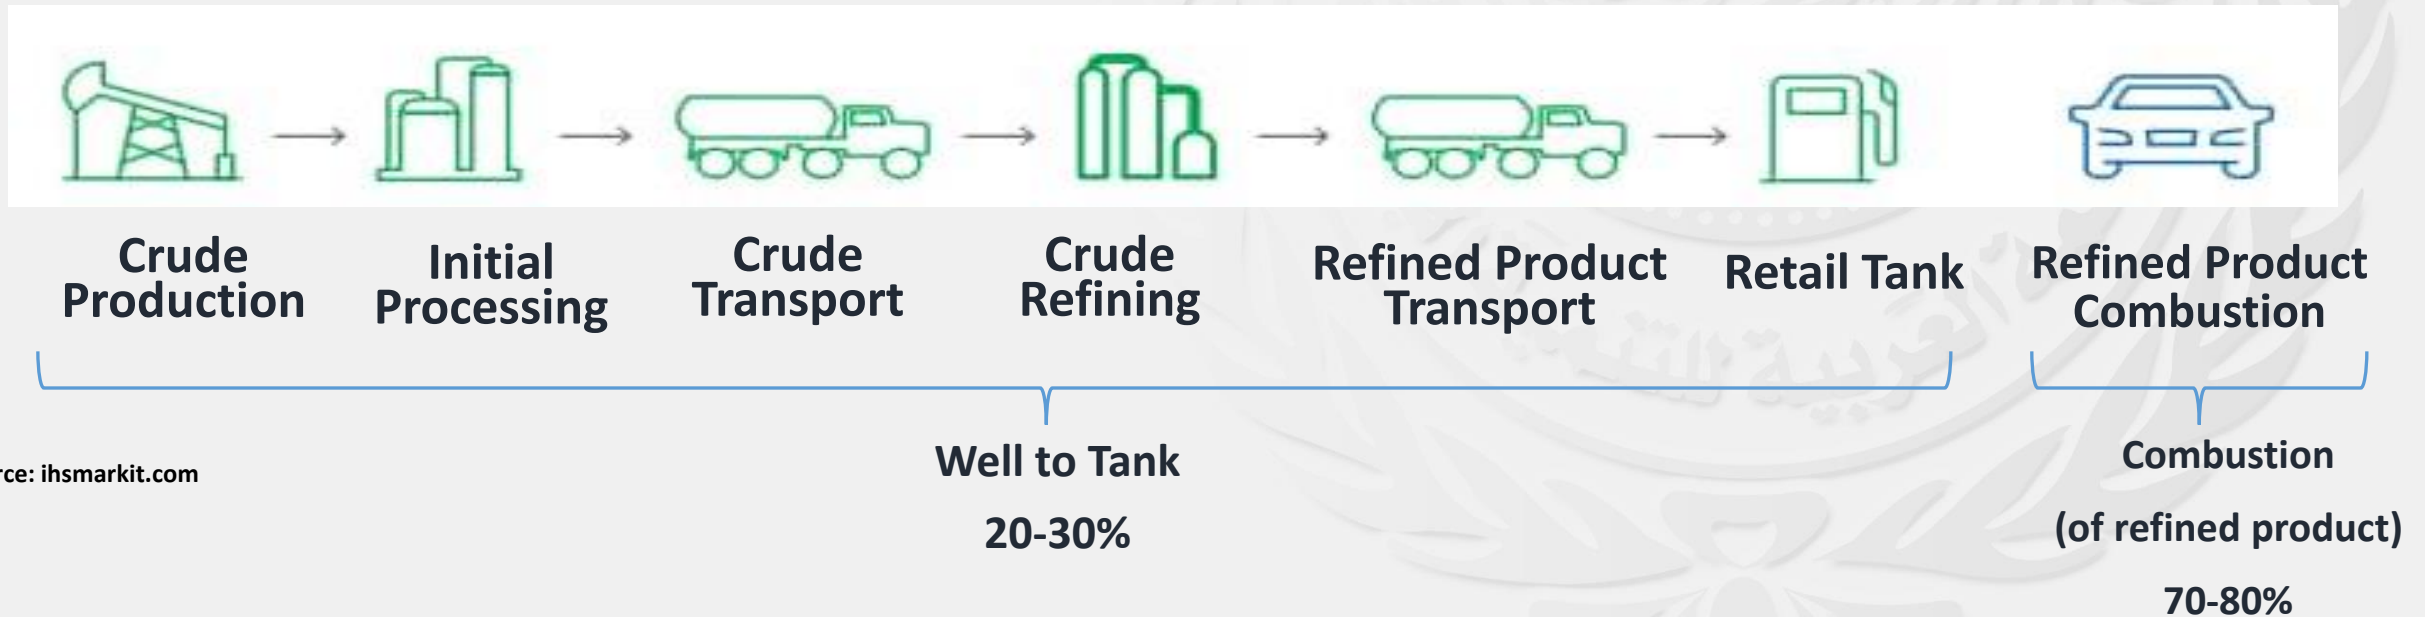 Crude
Production
Initial
Processing
Crude
Transport
Crude
Refining
Refined Product
Transport
Retail Tank
Refined Product
Combustion
rce: ihsmarkit.com
Well to Tank
20-30%
Combustion
(of refined product)
70-80%
العربية